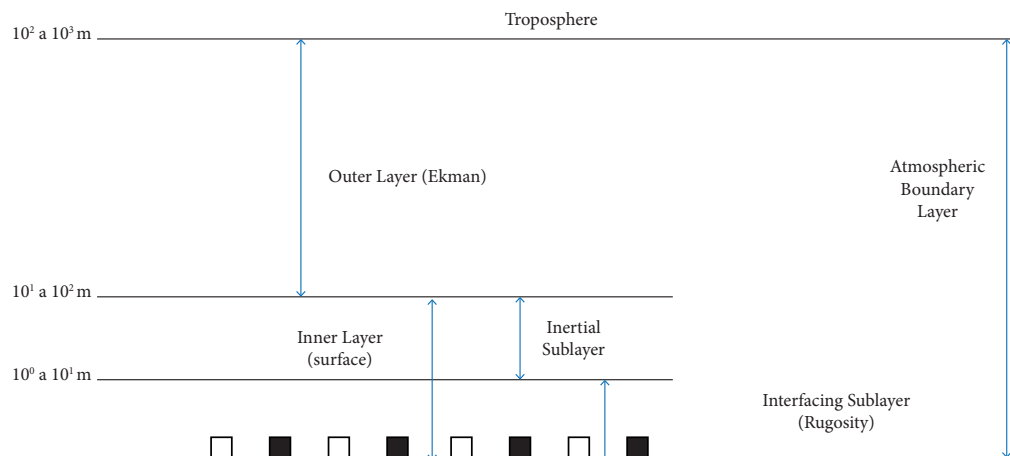 Troposphere
10² a 10³ m
Outer Layer (Ekman)
Atmospheric
Boundary
Layer
10¹ a 10² m
Inner Layer
(surface)
Inertial
Sublayer
10⁰ a 10¹ m
Interfacing Sublayer
(Rugosity)